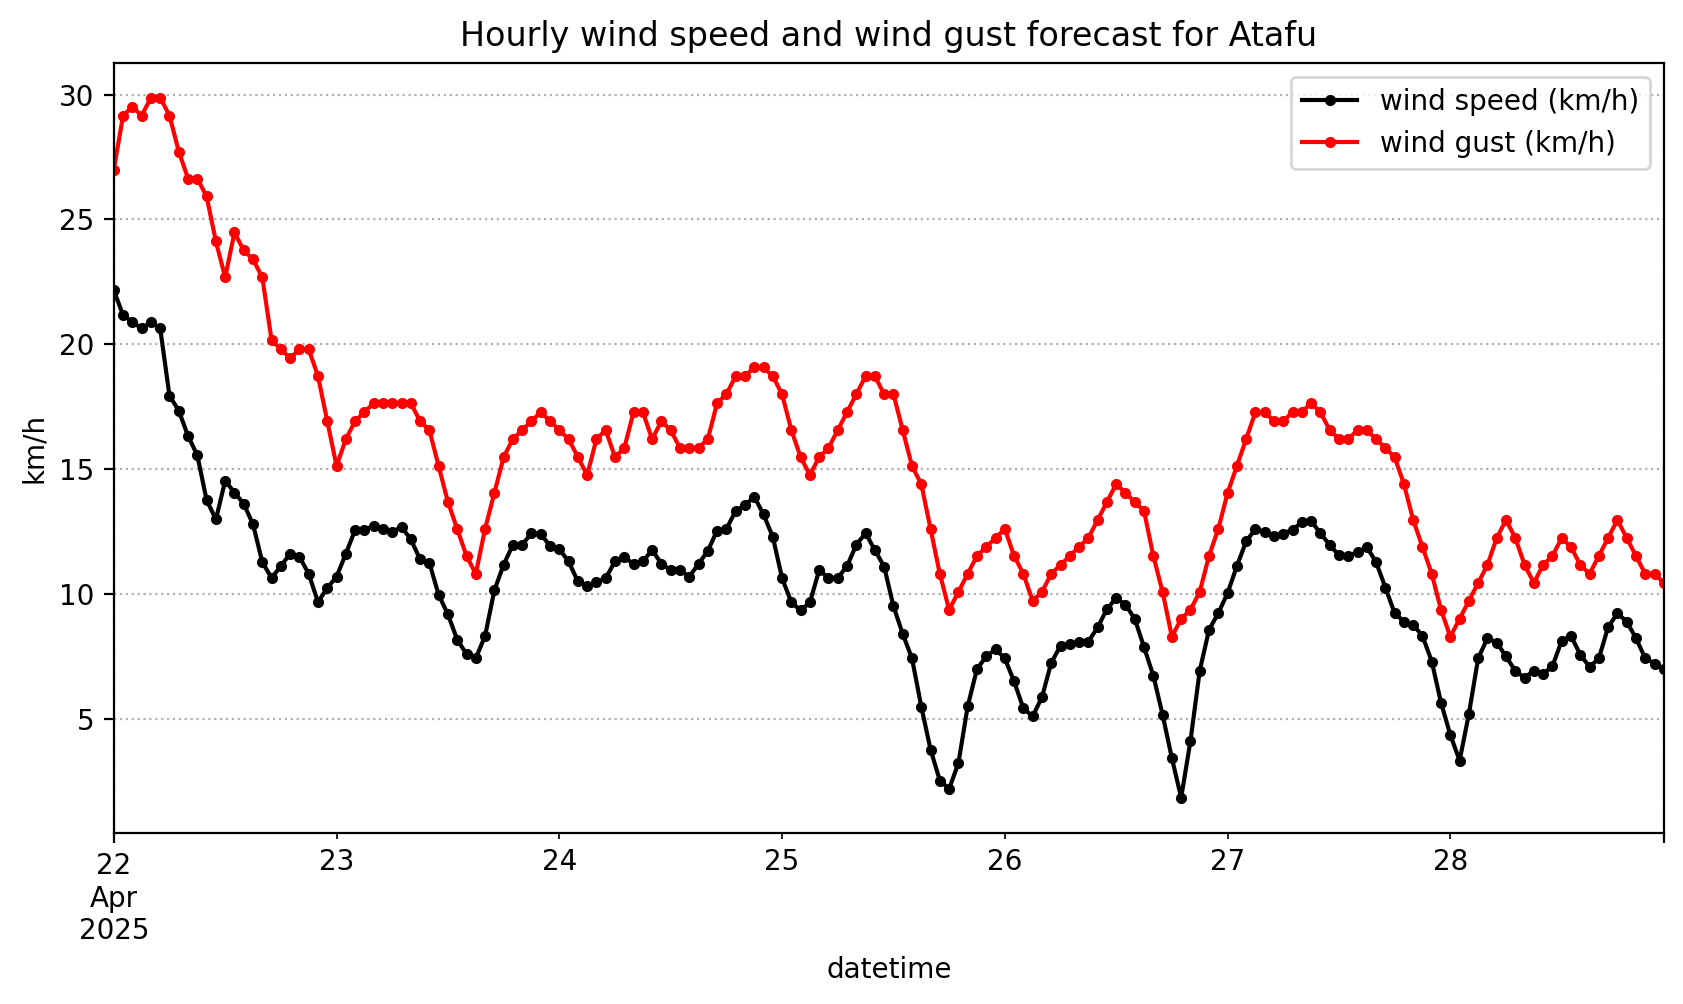 Hourly wind speed and wind gust forecast for Atafu
wind speed (km/h)
wind gust (km/h)
km/h
30
25
20
15
10
5
22
23
24
25
26
27
28
Apr
2025
datetime